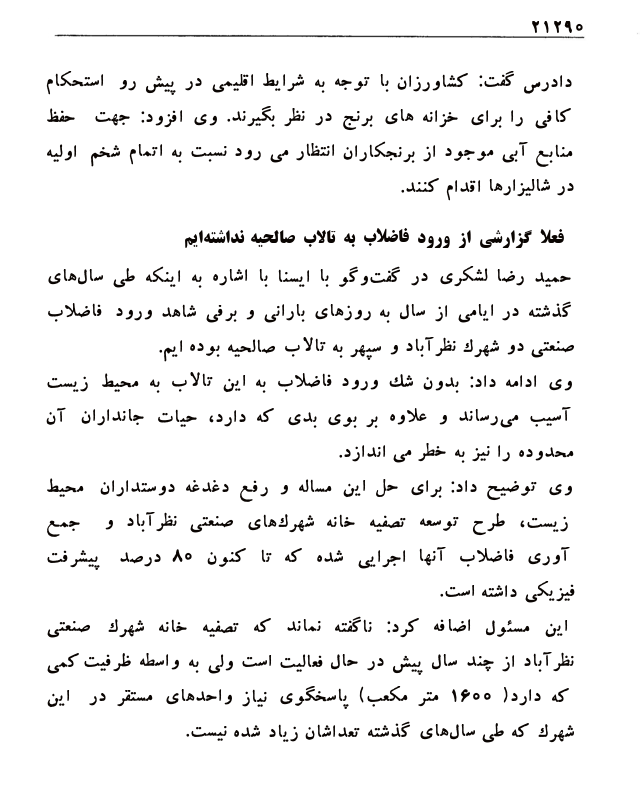 ۲۱۲۹۵
دادرس گفت: کشاورزان با توجه به شرایط اقلیمی در پیش رو استحکام
کافی را برای خزانه های برنج در نظر بگیرند. وی افزود: جهت حفظ
منابع آبی موجود از برنجکاران انتظار می رود نسبت به اتمام شخم اولیه
در شالیزارها اقدام کنند.
فعلا گزارشی از ورود فاضلاب به تالاب صالحیه نداشته‌ایم
حمید رضا لشکری در گفت‌وگو با ایسنا با اشاره به اینکه طی سال‌های
گذشته در ایامی از سال به روزهای بارانی و برفی شاهد ورود فاضلاب
صنعتی دو شهرك نظرآباد و سپهر به تالاب صالحیه بوده ایم.
وی ادامه داد: بدون شك ورود فاضلاب به این تالاب به محیط زیست
آسیب می‌رساند و علاوه بر بوی بدی که دارد، حیات جانداران آن
محدوده را نیز به خطر می اندازد.
وی توضیح داد: برای حل این مساله و رفع دغدغه دوستداران محیط
زیست، طرح توسعه تصفیه خانه شهرك‌های صنعتی نظرآباد و جمع
آوری فاضلاب آنها اجرایی شده که تا کنون ۸۰ درصد پیشرفت
فیزیکی داشته است.
این مسئول اضافه کرد: ناگفته نماند که تصفیه خانه شهرك صنعتی
نظرآباد از چند سال پیش در حال فعالیت است ولی به واسطه ظرفیت کمی
که دارد( ۱۶۰۰ متر مکعب) پاسخگوی نیاز واحدهای مستقر در این
شهرك که طی سال‌های گذشته تعداشان زیاد شده نیست.